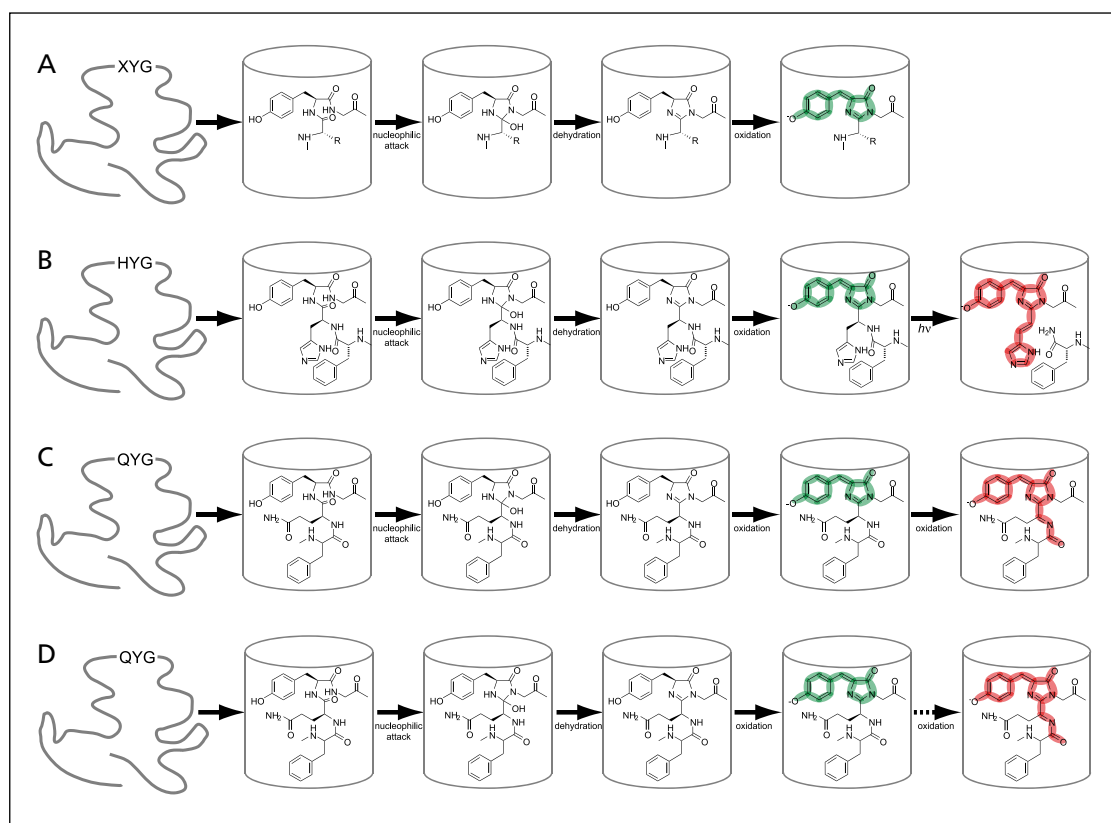 A
XYG
nucleophilic
attack
dehydration
oxidation
B
HYG
nucleophilic
attack
dehydration
oxidation
hν
C
QYG
nucleophilic
attack
dehydration
oxidation
oxidation
D
QYG
nucleophilic
attack
dehydration
oxidation
oxidation